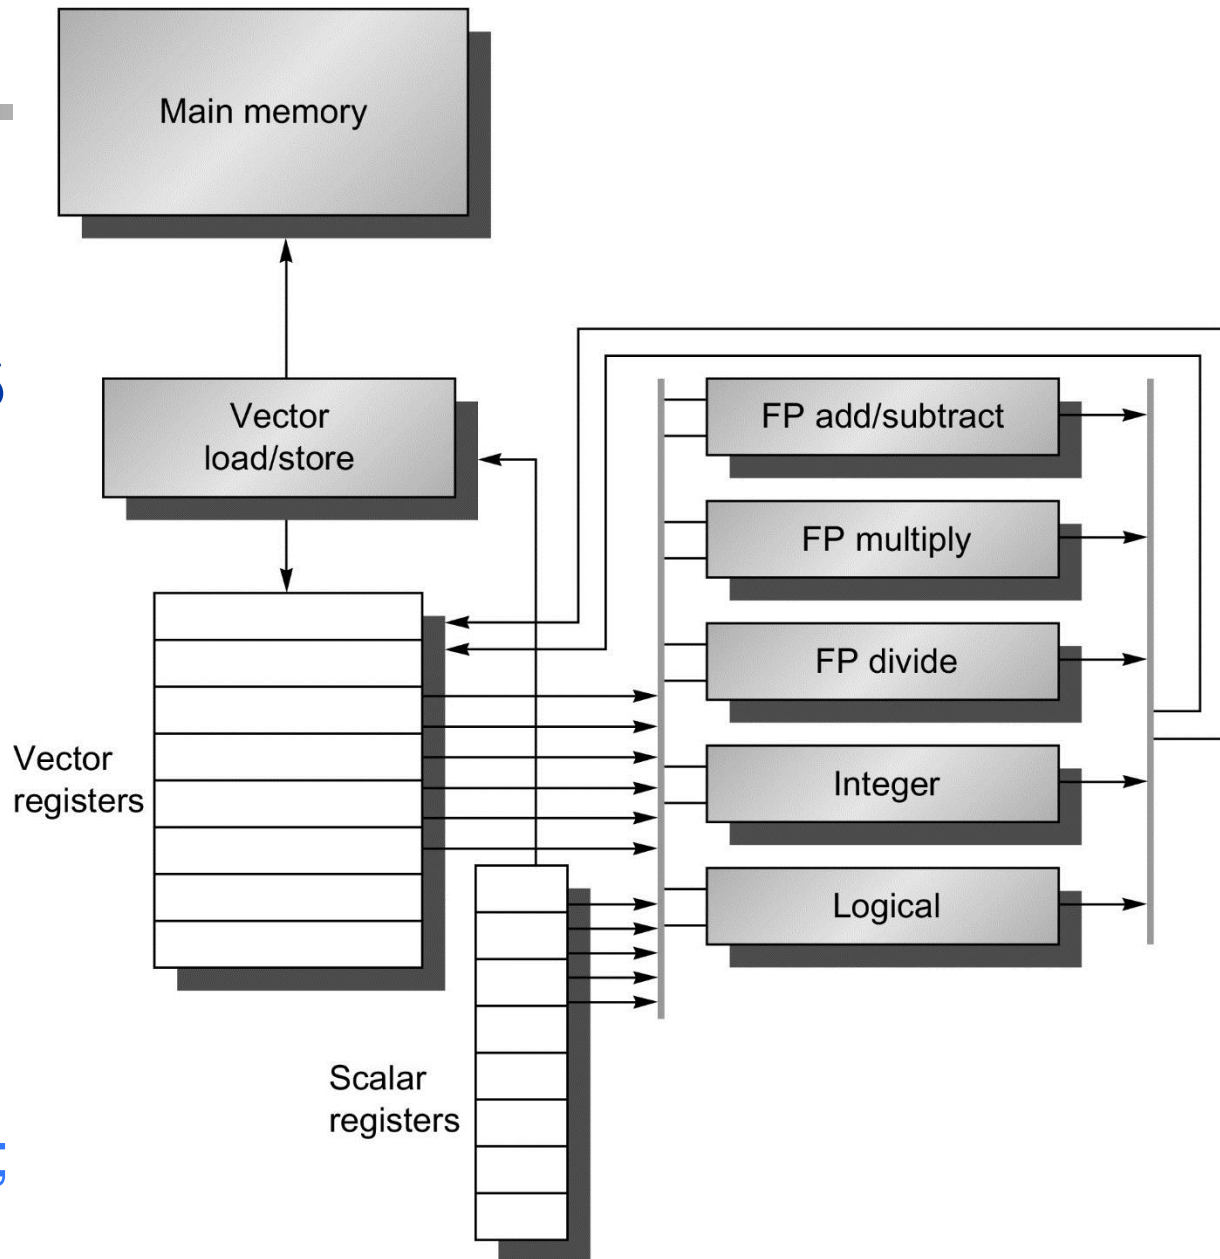 Main memory
Vector
load/store
FP add/subtract
FP multiply
FP divide
Integer
Logical
Vector
registers
Scalar
registers